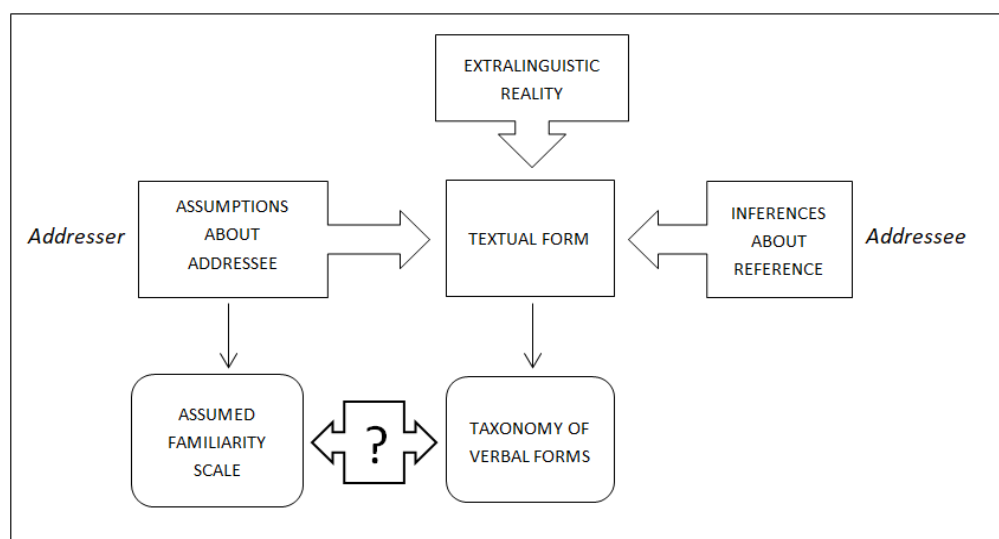 EXTRALINGUISTIC
REALITY
Addresser
ASSUMPTIONS
ABOUT
ADDRESSEE
TEXTUAL FORM
INFERENCES
ABOUT
REFERENCE
Addressee
ASSUMED
FAMILIARITY
SCALE
?
TAXONOMY OF
VERBAL FORMS